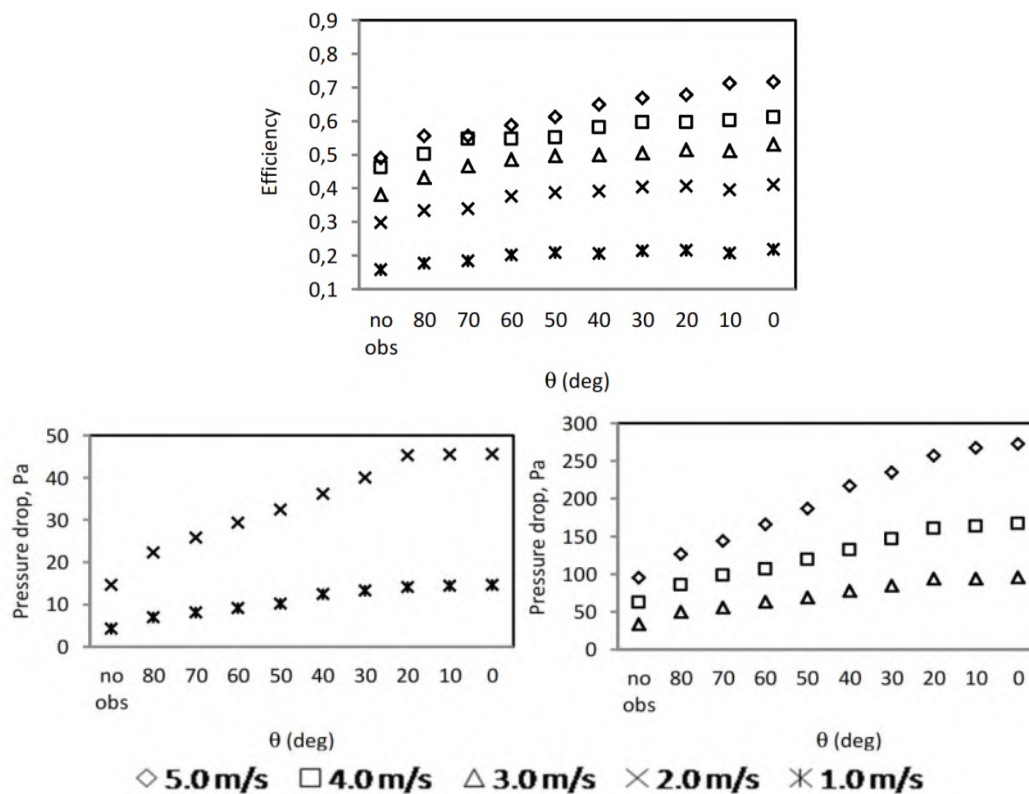 0,9
0,8
0,7
0,6
0,5
0,4
0,3
0,2
0,1
Efficiency
no obs 80 70 60 50 40 30 20 10 0
θ (deg)
50
40
30
20
10
0
Pressure drop, Pa
no obs 80 70 60 50 40 30 20 10 0
θ (deg)
300
250
200
150
100
50
0
Pressure drop, Pa
no obs 80 70 60 50 40 30 20 10 0
θ (deg)
5.0 m/s 4.0 m/s 3.0 m/s 2.0 m/s 1.0 m/s